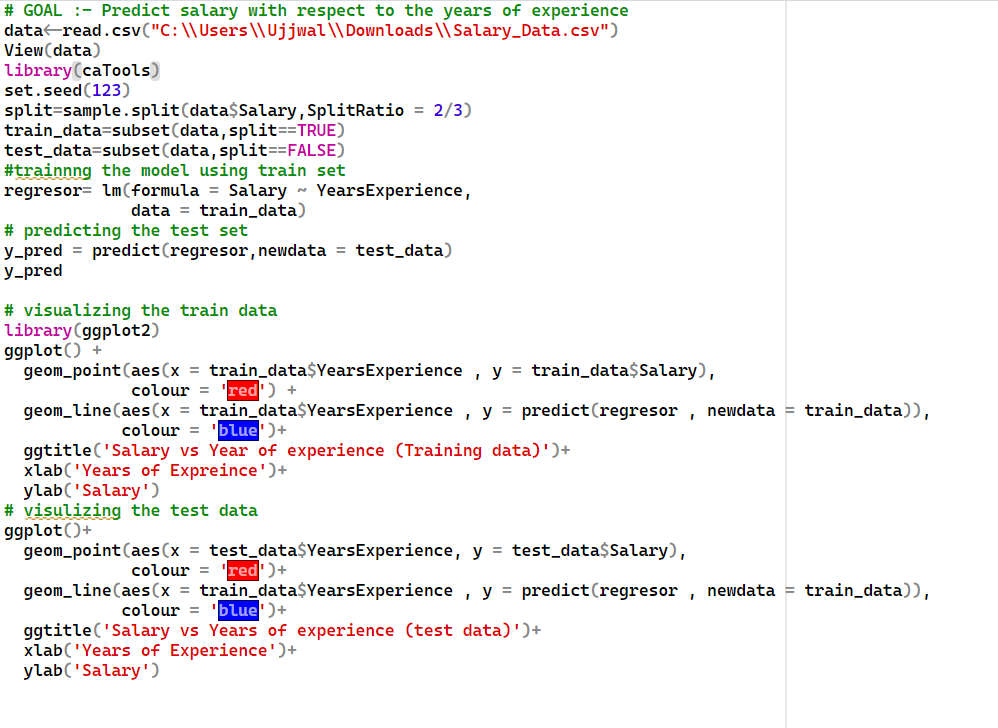 # GOAL :- Predict salary with respect to the years of experience
data<-read.csv("C:\\Users\\Ujjwal\\Downloads\\Salary_Data.csv")
View(data)
library(caTools)
set.seed(123)
split=sample.split(data$Salary,SplitRatio = 2/3)
train_data=subset(data,split==TRUE)
test_data=subset(data,split==FALSE)
#trainnng the model using train set
regresor= lm(formula = Salary ~ YearsExperience,
             data = train_data)
# predicting the test set
y_pred = predict(regresor,newdata = test_data)
y_pred

# visualizing the train data
library(ggplot2)
ggplot() +
  geom_point(aes(x = train_data$YearsExperience , y = train_data$Salary),
             colour = 'red') +
  geom_line(aes(x = train_data$YearsExperience , y = predict(regresor , newdata = train_data)),
            colour = 'blue')+
  ggtitle('Salary vs Year of experience (Training data)')+
  xlab('Years of Expreince')+
  ylab('Salary')
# visulizing the test data
ggplot()+
  geom_point(aes(x = test_data$YearsExperience, y = test_data$Salary),
             colour = 'red')+
  geom_line(aes(x = train_data$YearsExperience , y = predict(regresor , newdata = train_data)),
            colour = 'blue')+
  ggtitle('Salary vs Years of experience (test data)')+
  xlab('Years of Experience')+
  ylab('Salary')